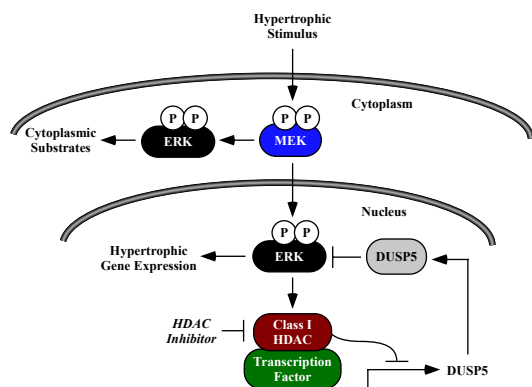 Hypertrophic
Stimulus
Cytoplasm
P P
P P
Cytoplasmic
Substrates
ERK
MEK
Nucleus
P P
Hypertrophic
Gene Expression
ERK
DUSP5
HDAC
Inhibitor
Class I
HDAC
Transcription
Factor
DUSP5